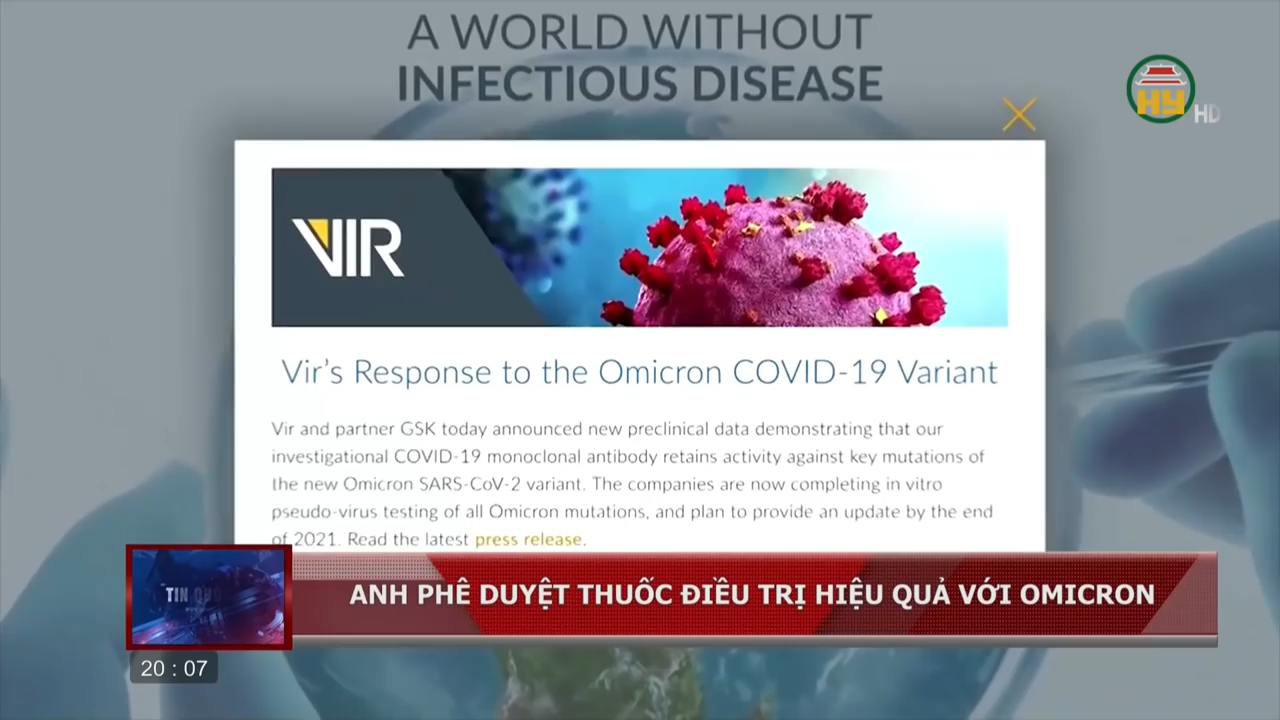 A WORLD WITHOUT
INFECTIOUS DISEASE
HY HD
VIR
Vir's Response to the Omicron COVID-19 Variant
Vir and partner GSK today announced new preclinical data demonstrating that our
investigational COVID-19 monoclonal antibody retains activity against key mutations of
the new Omicron SARS-CoV-2 variant. The companies are now completing in vitro
pseudo-virus testing of all Omicron mutations, and plan to provide an update by the end
of 2021. Read the latest press release.
TIN
ANH PHÊ DUYỆT THUỐC ĐIỀU TRỊ HIỆU QUẢ VỚI OMICRON
20 : 07